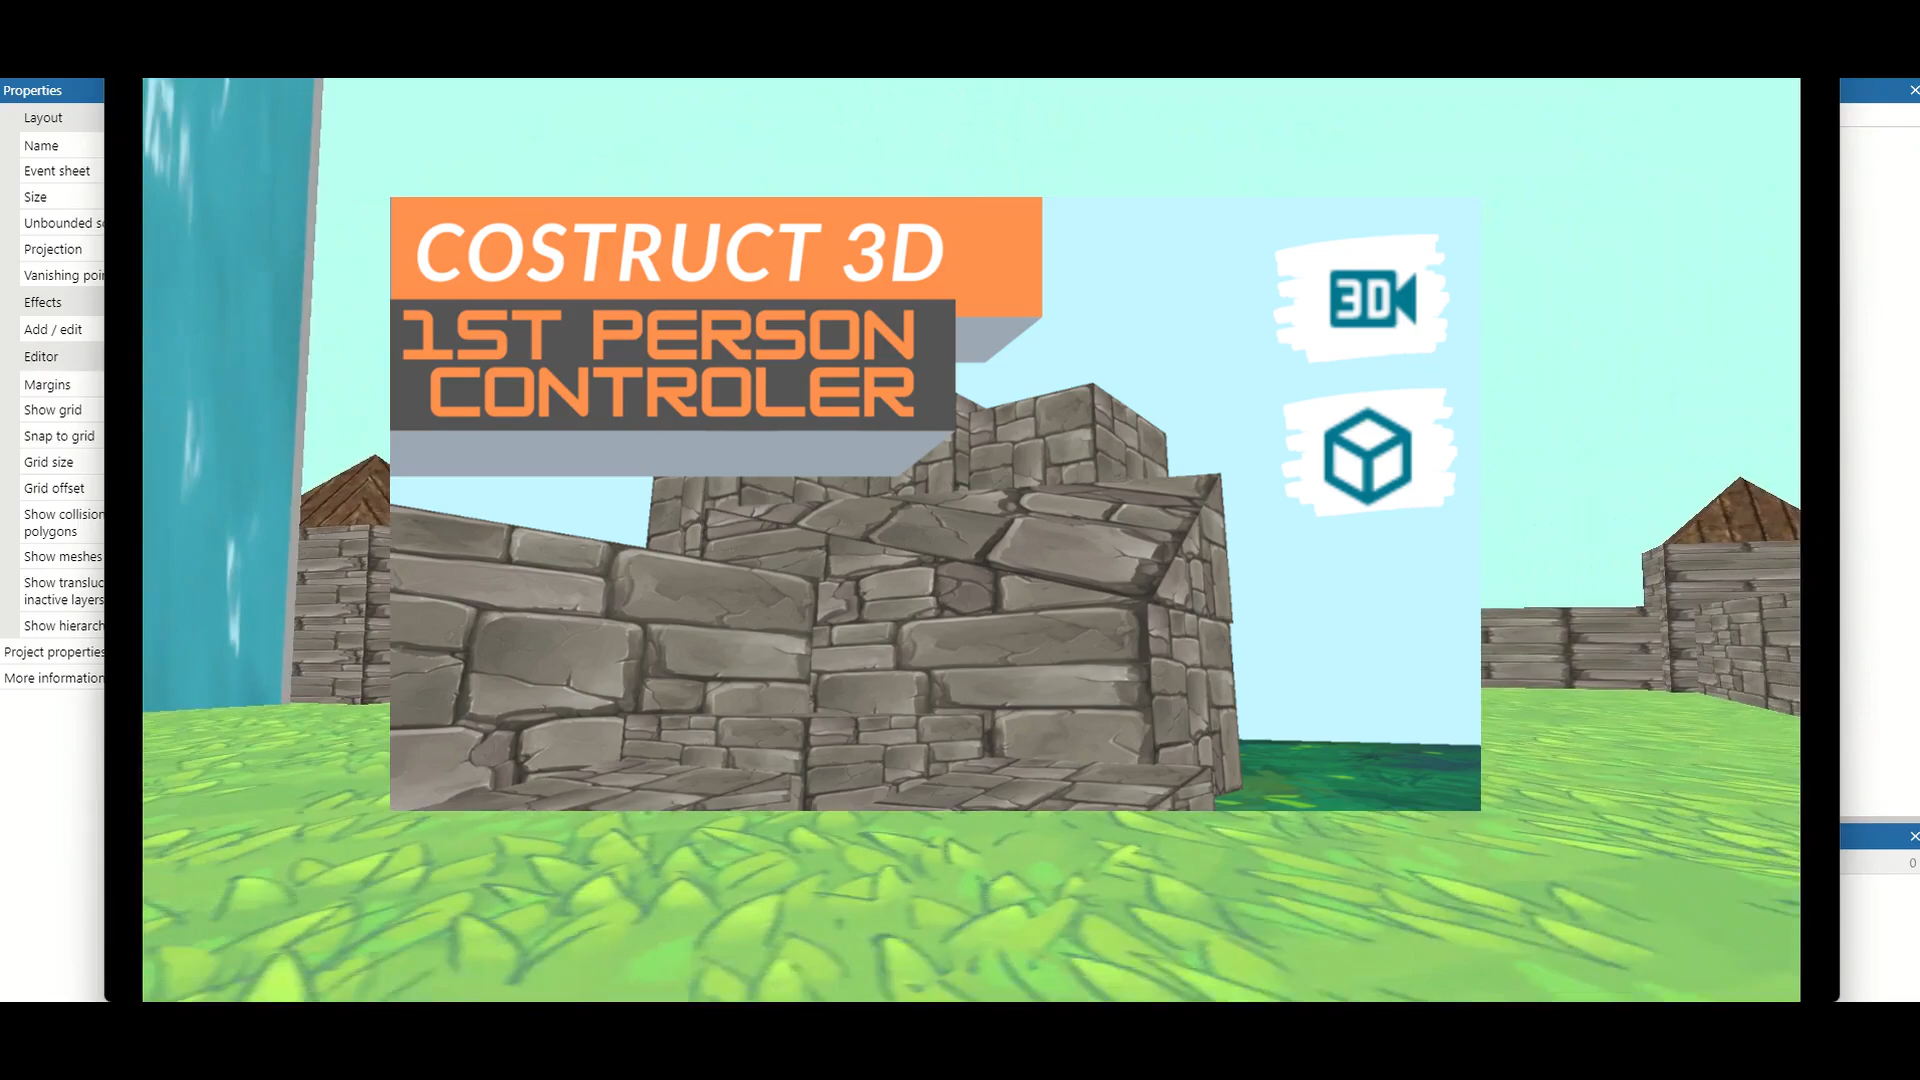 Properties
Layout
Name
Event sheet
Size
Unbounded sc
Projection
Vanishing poin
Effects
Add / edit
Editor
Margins
Show grid
Snap to grid
Grid size
Grid offset
Show collision
polygons
Show meshes
Show transluc
inactive layers
Show hierarch
Project properties
More information
COSTRUCT 3D
1ST PERSON
CONTROLER
3D
0